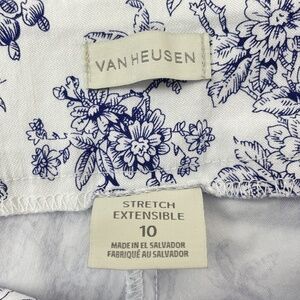 VAN HEUSEN
STRETCH
EXTENSIBLE
10
MADE IN EL SALVADOR
FABRIQUÉ AU SALVADOR